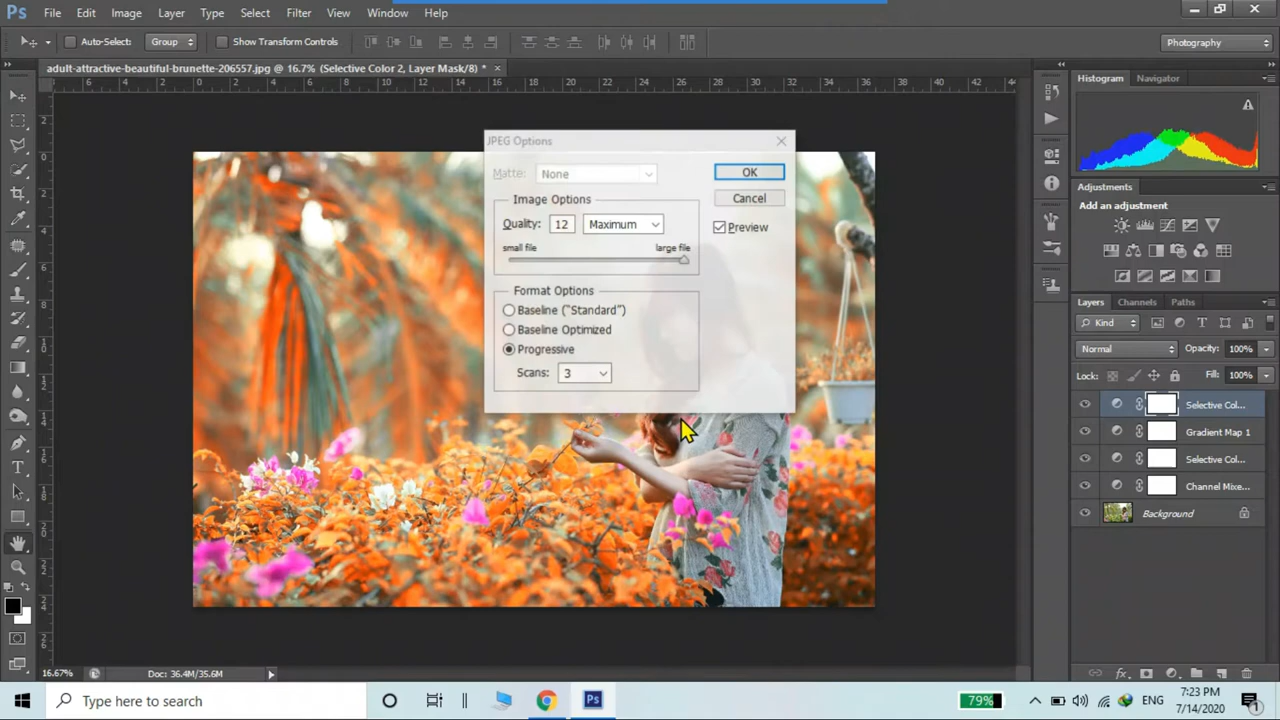 Ps File Edit Image Layer Type Select Filter View Window Help
Auto-Select: Group Show Transform Controls Photography
adult-attractive-beautiful-brunette-206557.jpg @ 16.7% (Selective Color 2, Layer Mask/8) *
Histogram Navigator
JPEG Options
Matte: None OK
Image Options
Cancel
Quality: 12 Maximum
Preview
small file large file
Format Options
Baseline ("Standard")
Baseline Optimized
Progressive
Scans: 3
Adjustments
Add an adjustment
Layers Channels Paths
Kind
Normal Opacity: 100%
Lock: Fill: 100%
Selective Col...
Gradient Map 1
Selective Col...
Channel Mixe...
Background
16.67% Doc: 36.4M/35.6M
Type here to search
Ps
79%
ENG
7:23 PM
7/14/2020
1